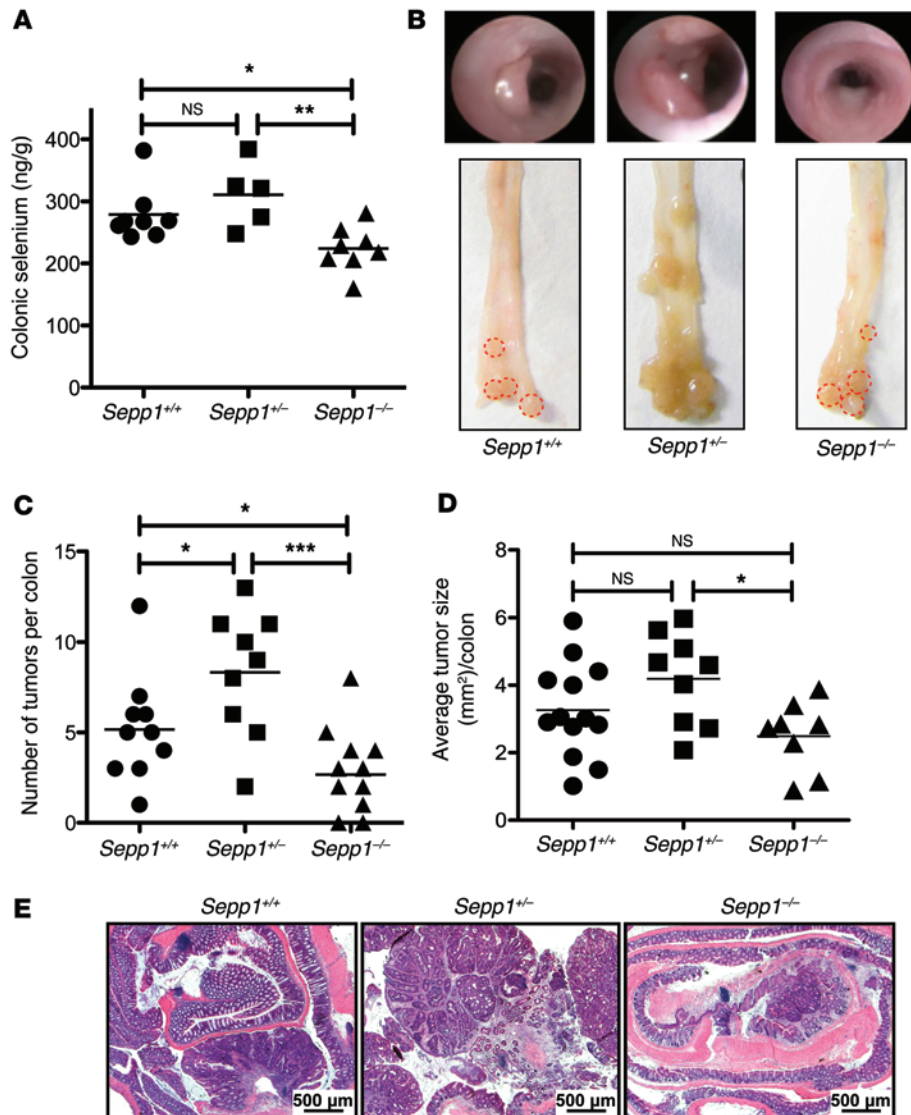 A
*
NS
**
Colonic selenium (ng/g)
400
300
200
100
0
Sepp1+/+
Sepp1+/–
Sepp1–/–
B
Sepp1+/+
Sepp1+/–
Sepp1–/–
C
*
*
***
Number of tumors per colon
15
10
5
0
Sepp1+/+
Sepp1+/–
Sepp1–/–
D
NS
NS
*
Average tumor size
(mm²)/colon
8
6
4
2
0
Sepp1+/+
Sepp1+/–
Sepp1–/–
E
Sepp1+/+
Sepp1+/–
Sepp1–/–
500 μm
500 μm
500 μm